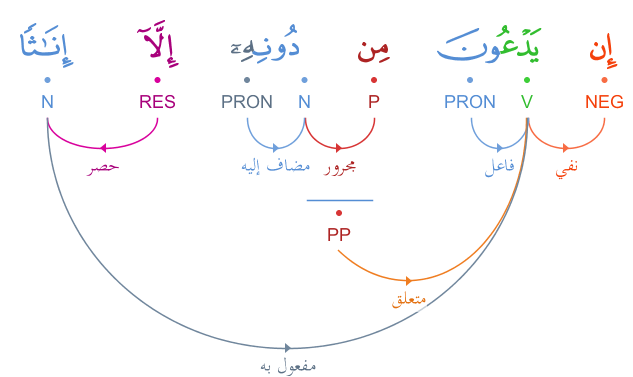 إِن يَدْعُونَ مِن دُونِهِۦٓ إِلَّآ إِنَـٰثًا
NEG V PRON P N PRON RES N
نفي فاعل مجرور مضاف إليه حصر
PP
متعلق
مفعول به